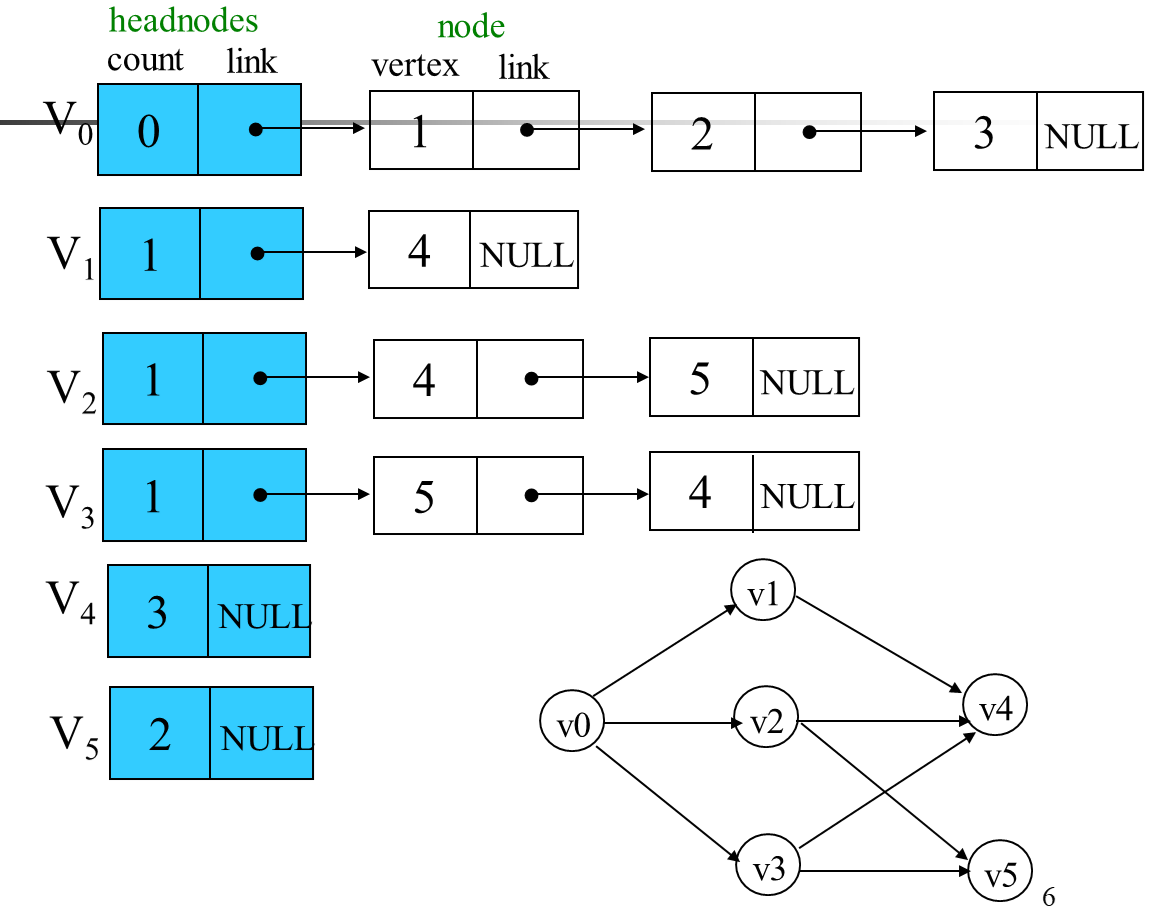 headnodes node
count link vertex link
V0 0 1 2 3 NULL
V1 1 4 NULL
V2 1 4 5 NULL
V3 1 5 4 NULL
V4 3 NULL
V5 2 NULL
v1
v0 v2 v4
v3 v5
6